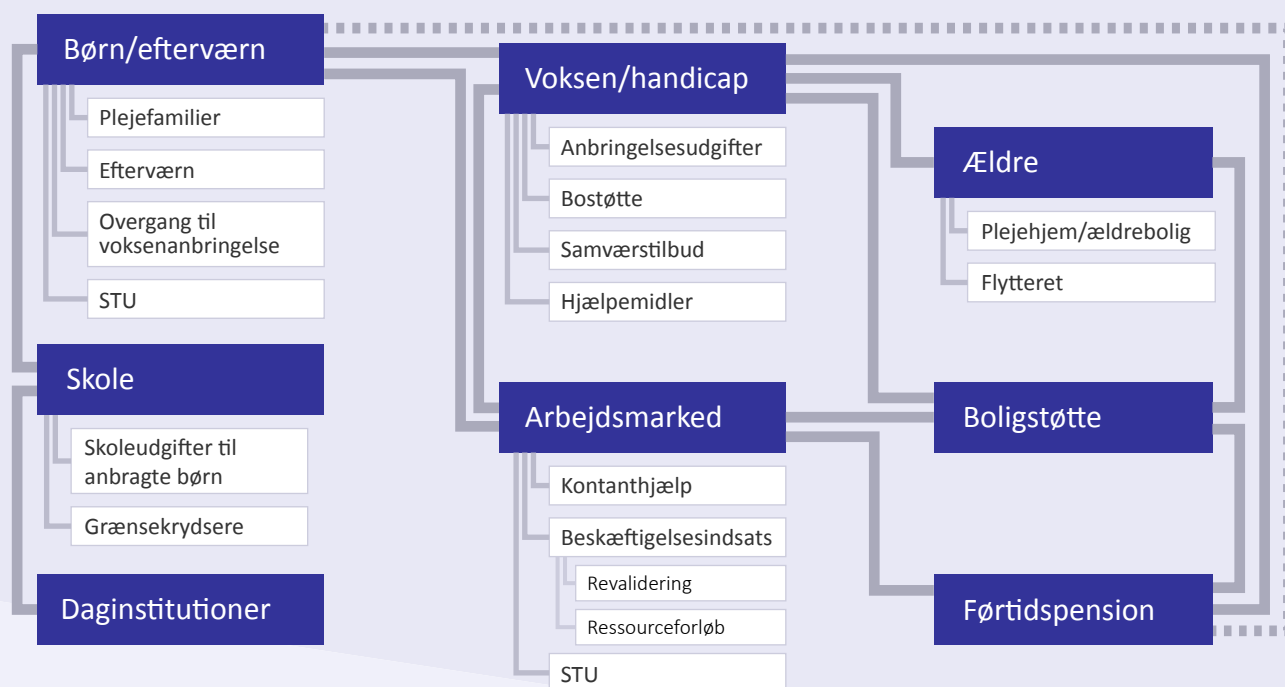 Børn/efterværn
Plejefamilier
Efterværn
Overgang til
voksenanbringelse
STU
Skole
Skoleudgifter til
anbragte børn
Grænsekrydsere
Daginstitutioner
Voksen/handicap
Anbringelsesudgifter
Bostøtte
Samværstilbud
Hjælpemidler
Arbejdsmarked
Kontanthjælp
Beskæftigelsesindsats
Revalidering
Ressourceforløb
STU
Ældre
Plejehjem/ældrebolig
Flytteret
Boligstøtte
Førtidspension